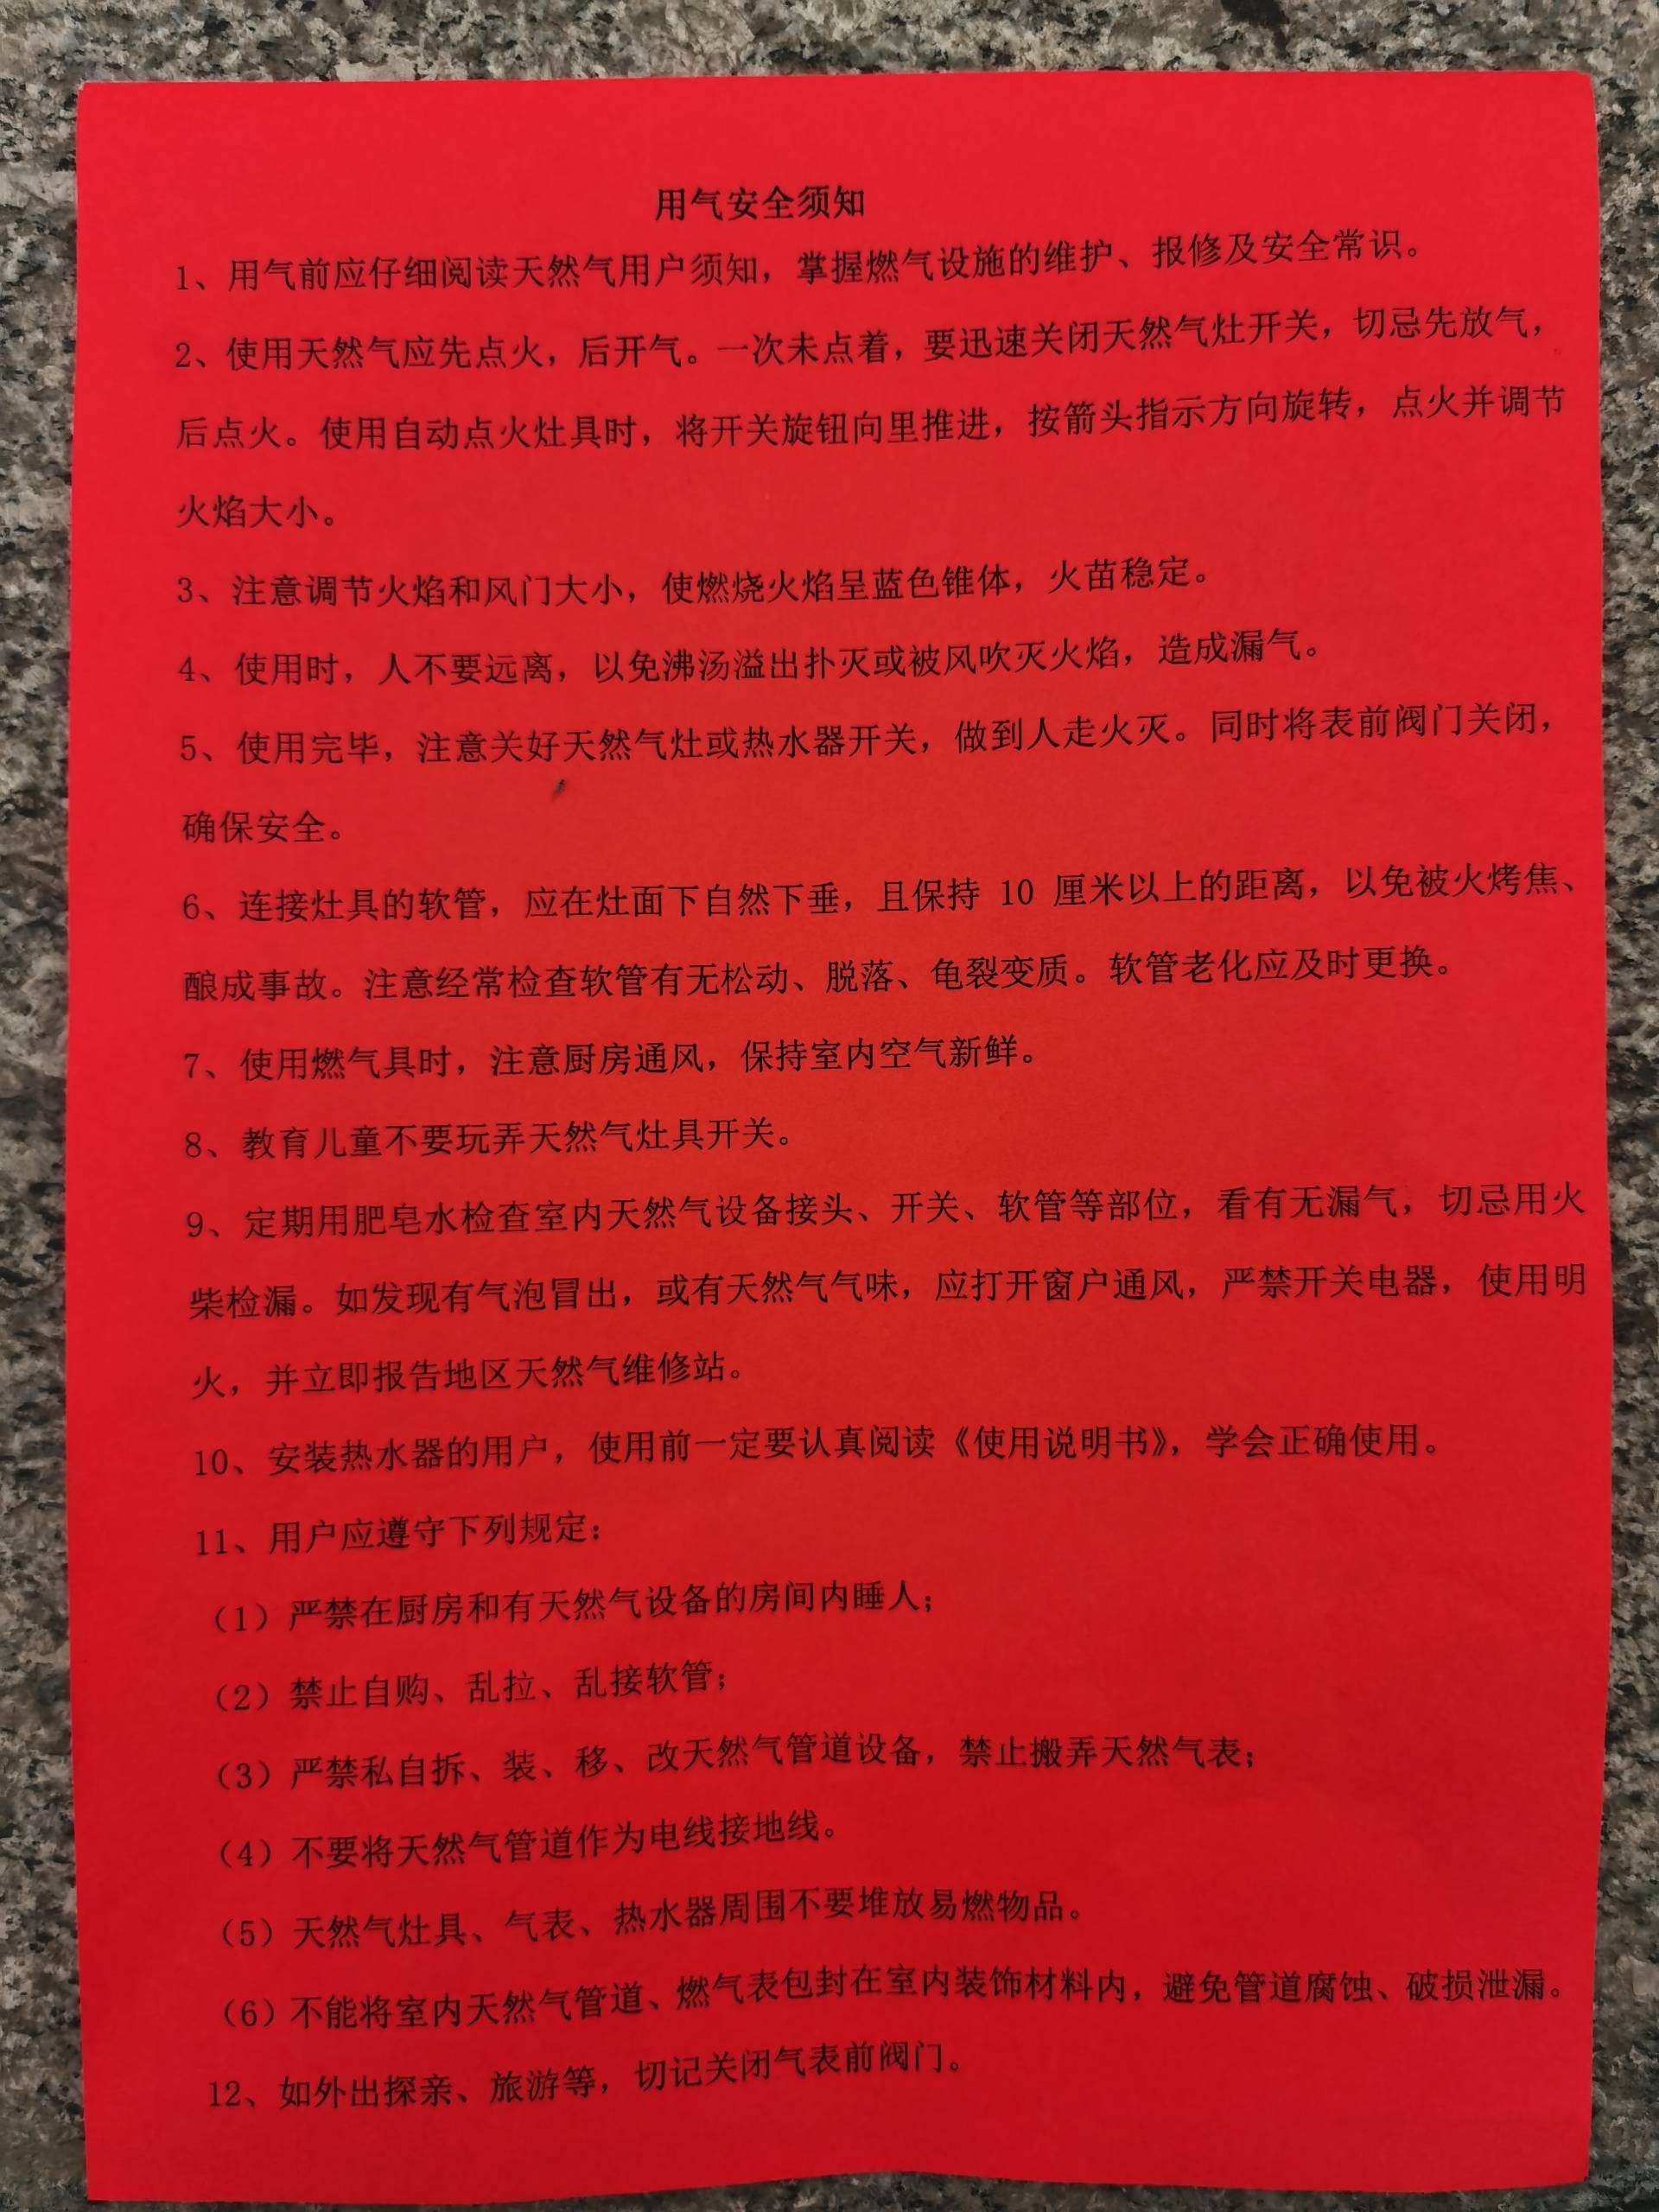 用气安全须知
1、用气前应仔细阅读天然气用户须知，掌握燃气设施的维护、报修及安全常识。
2、使用天然气应先点火，后开气。一次未点着，要迅速关闭天然气灶开关，切忌先放气，
后点火。使用自动点火灶具时，将开关旋钮向里推进，按箭头指示方向旋转，点火并调节
火焰大小。
3、注意调节火焰和风门大小，使燃烧火焰呈蓝色锥体，火苗稳定。
4、使用时，人不要远离，以免沸汤溢出扑灭或被风吹灭火焰，造成漏气。
5、使用完毕，注意关好天然气灶或热水器开关，做到人走火灭。同时将表前阀门关闭，
确保安全。
6、连接灶具的软管，应在灶面下自然下垂，且保持 10 厘米以上的距离，以免被火烤焦、
酿成事故。注意经常检查软管有无松动、脱落、龟裂变质。软管老化应及时更换。
7、使用燃气具时，注意厨房通风，保持室内空气新鲜。
8、教育儿童不要玩弄天然气灶具开关。
9、定期用肥皂水检查室内天然气设备接头、开关、软管等部位，看有无漏气，切忌用火
柴检漏。如发现有气泡冒出，或有天然气气味，应打开窗户通风，严禁开关电器，使用明
火，并立即报告地区天然气维修站。
10、安装热水器的用户，使用前一定要认真阅读《使用说明书》，学会正确使用。
11、用户应遵守下列规定：
（1）严禁在厨房和有天然气设备的房间内睡人；
（2）禁止自购、乱拉、乱接软管；
（3）严禁私自拆、装、移、改天然气管道设备，禁止搬弄天然气表；
（4）不要将天然气管道作为电线接地线。
（5）天然气灶具、气表、热水器周围不要堆放易燃物品。
（6）不能将室内天然气管道、燃气表包封在室内装饰材料内，避免管道腐蚀、破损泄漏。
12、如外出探亲、旅游等，切记关闭气表前阀门。